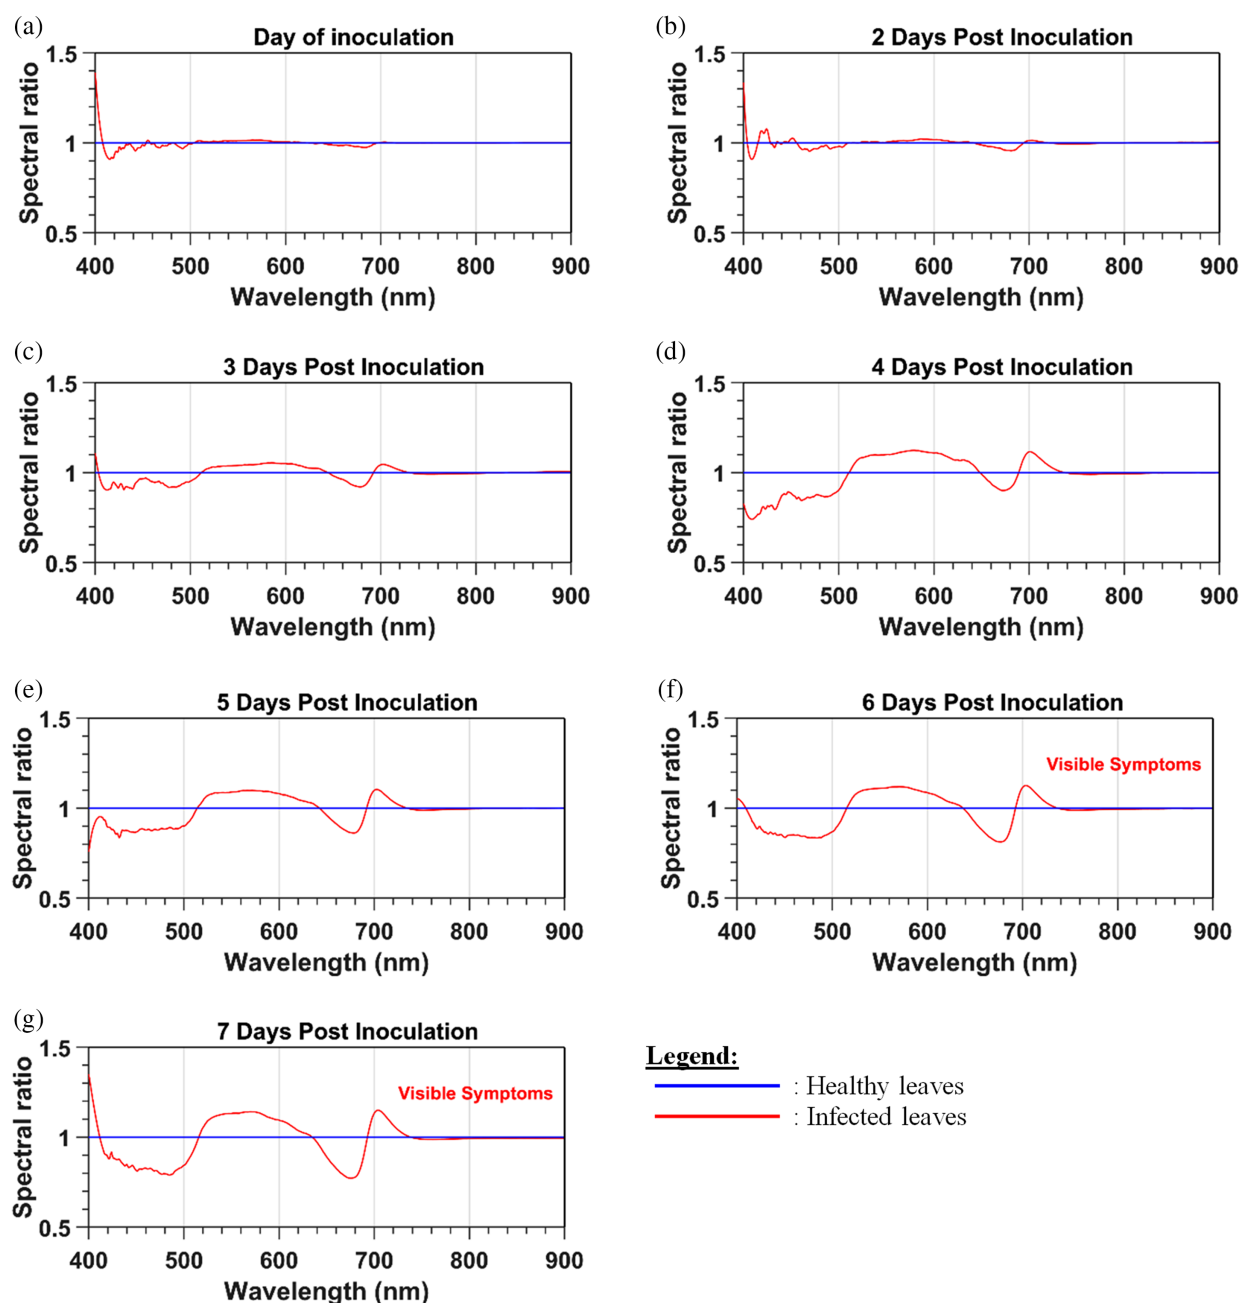 (a)
Day of inoculation
Spectral ratio
1.5
1
0.5
400 500 600 700 800 900
Wavelength (nm)
(b)
2 Days Post Inoculation
Spectral ratio
1.5
1
0.5
400 500 600 700 800 900
Wavelength (nm)
(c)
3 Days Post Inoculation
Spectral ratio
1.5
1
0.5
400 500 600 700 800 900
Wavelength (nm)
(d)
4 Days Post Inoculation
Spectral ratio
1.5
1
0.5
400 500 600 700 800 900
Wavelength (nm)
(e)
5 Days Post Inoculation
Spectral ratio
1.5
1
0.5
400 500 600 700 800 900
Wavelength (nm)
(f)
6 Days Post Inoculation
Spectral ratio
1.5
Visible Symptoms
1
0.5
400 500 600 700 800 900
Wavelength (nm)
(g)
7 Days Post Inoculation
Spectral ratio
1.5
Visible Symptoms
1
0.5
400 500 600 700 800 900
Wavelength (nm)
Legend:
: Healthy leaves
: Infected leaves